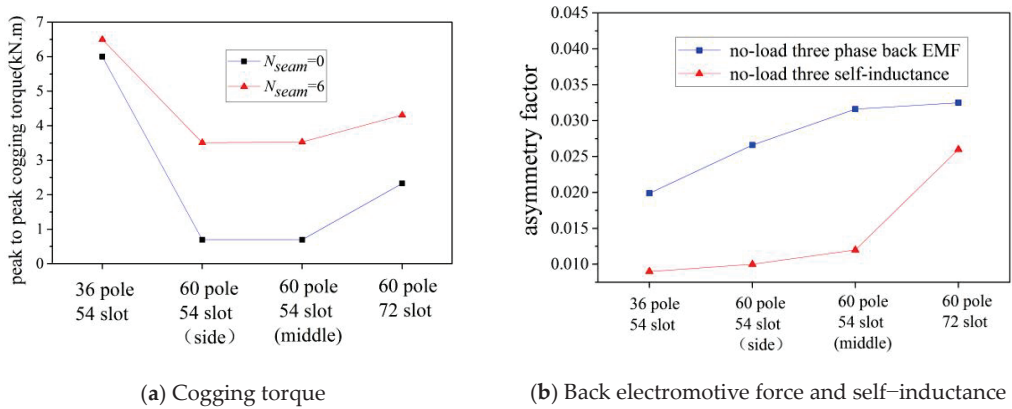 peak to peak cogging torque(kN.m)
7
6
5
4
3
2
1
0
N_seam=0
N_seam=6
36 pole
54 slot
60 pole
54 slot
（side）
60 pole
54 slot
(middle)
60 pole
72 slot
(a) Cogging torque
asymmetry factor
0.045
0.040
0.035
0.030
0.025
0.020
0.015
0.010
no-load three phase back EMF
no-load three self-inductance
36 pole
54 slot
60 pole
54 slot
（side）
60 pole
54 slot
(middle)
60 pole
72 slot
(b) Back electromotive force and self−inductance